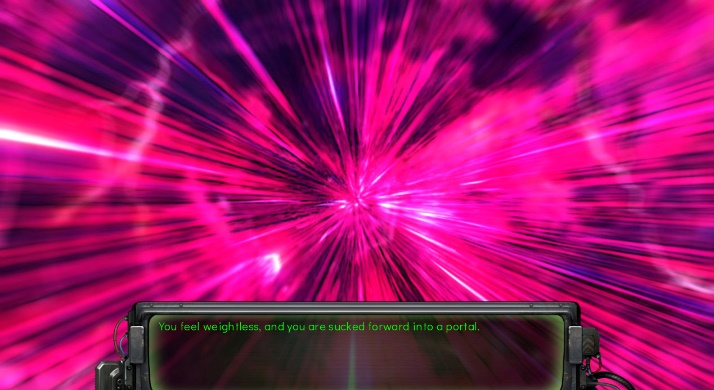 You feel weightless, and you are sucked forward into a portal.